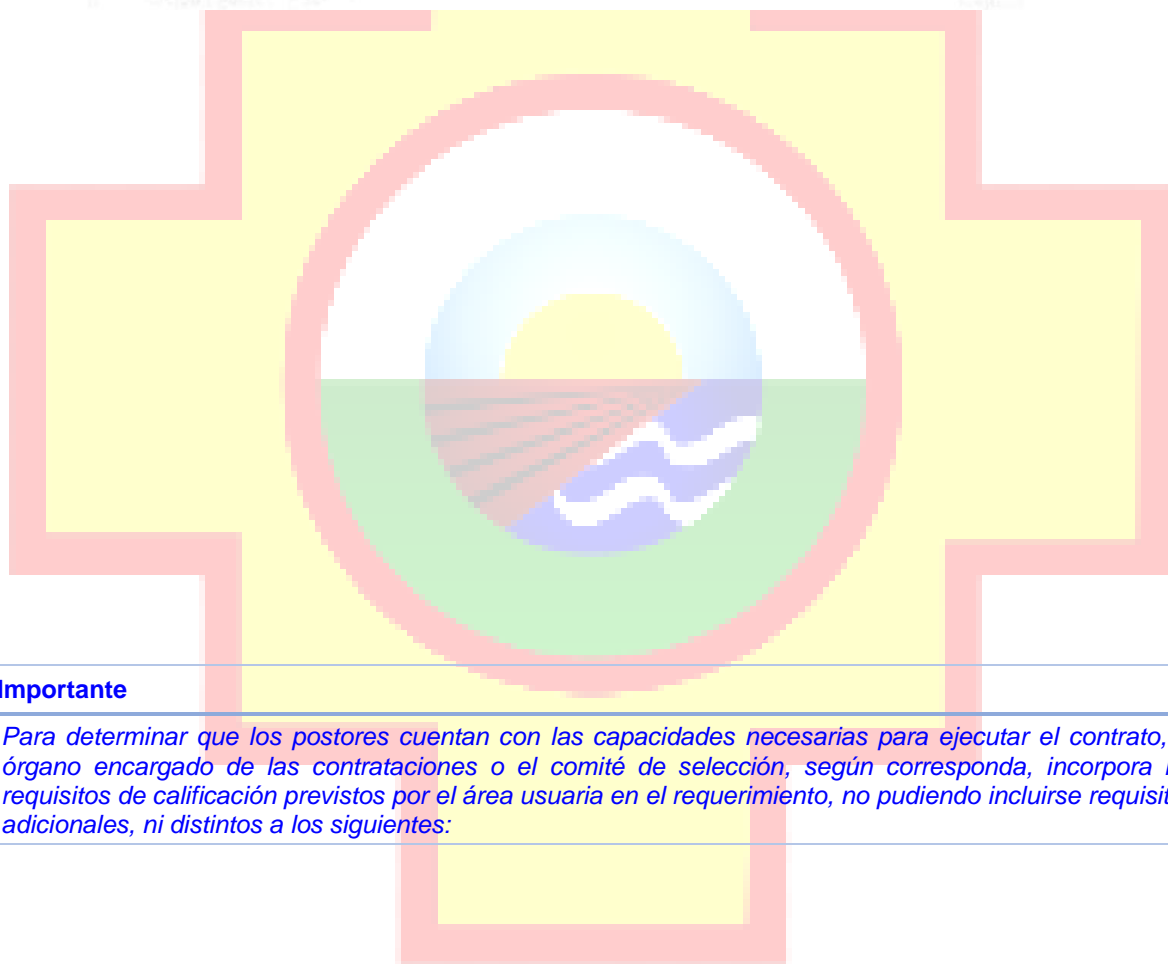 Importante
Para determinar que los postores cuentan con las capacidades necesarias para ejecutar el contrato,
órgano encargado de las contrataciones o el comité de selección, según corresponda, incorpora
requisitos de calificación previstos por el área usuaria en el requerimiento, no pudiendo incluirse
adicionales, ni distintos a los siguientes: